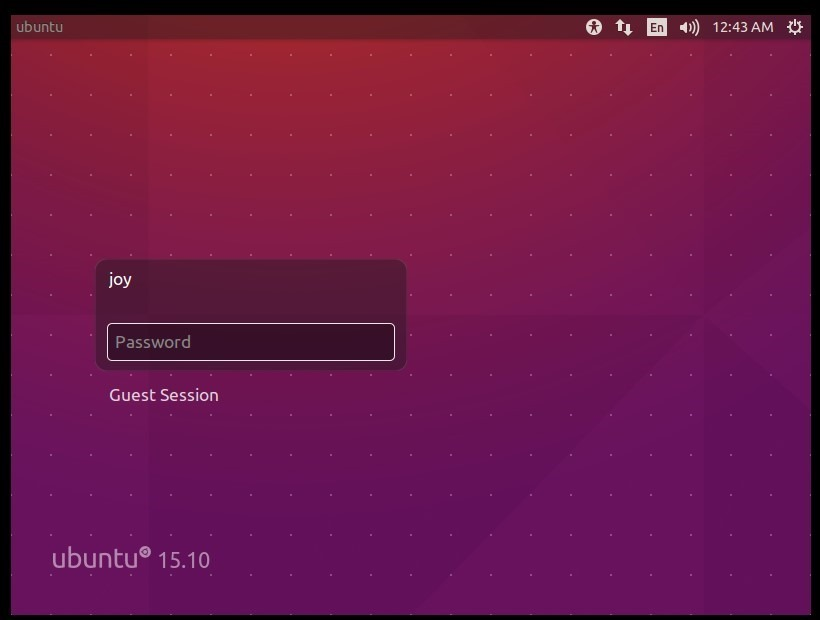 ubuntu En 12:43 AM
joy
Password
Guest Session
ubuntu 15.10